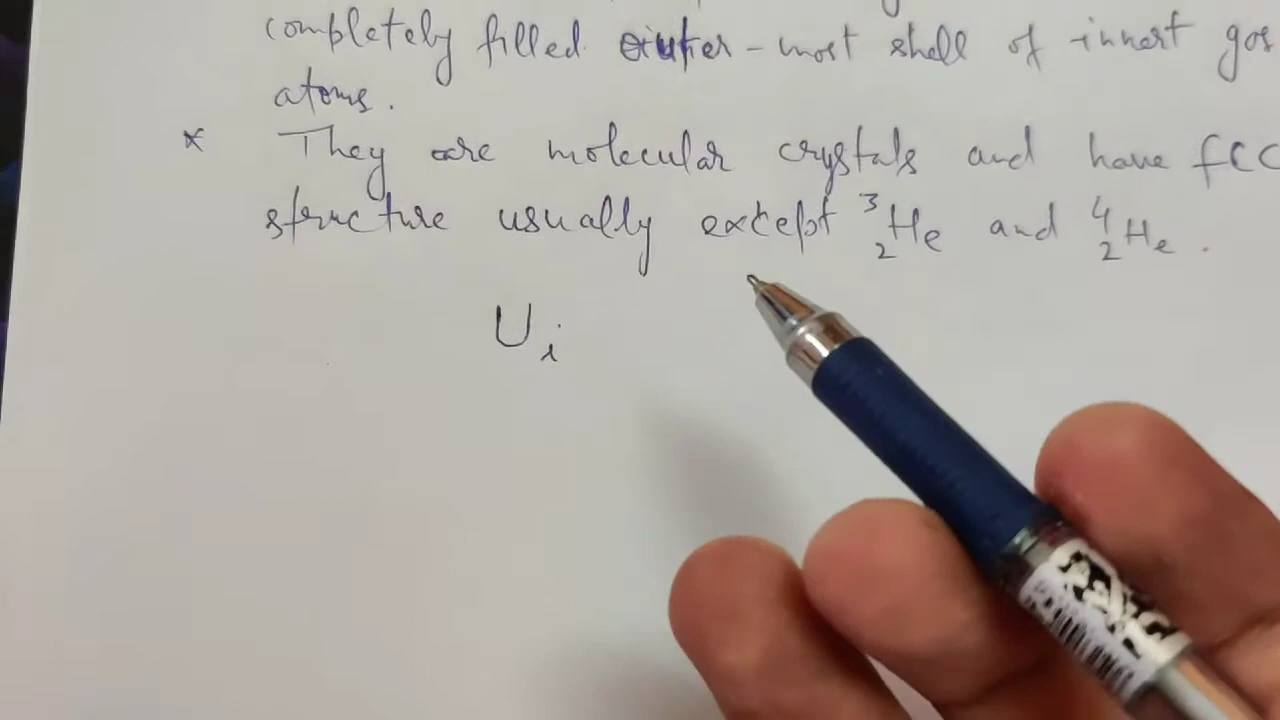 completely filled outer-most shell of innert gas
atoms.
* They are molecular crystals and have fCC
structure usually except ³₂He and ⁴₂He.
Uᵢ